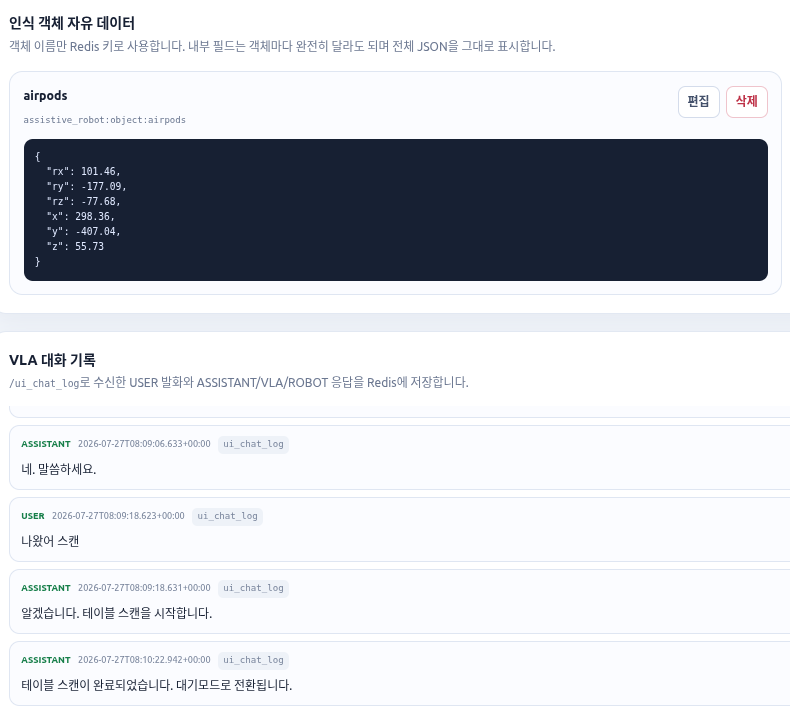 인식 객체 자유 데이터
객체 이름만 Redis 키로 사용합니다. 내부 필드는 객체마다 완전히 달라도 되며 전체 JSON을 그대로 표시합니다.
airpods
편집 삭제
assistive_robot:object:airpods
{
  "rx": 101.46,
  "ry": -177.09,
  "rz": -77.68,
  "x": 298.36,
  "y": -407.04,
  "z": 55.73
}
VLA 대화 기록
/ui_chat_log로 수신한 USER 발화와 ASSISTANT/VLA/ROBOT 응답을 Redis에 저장합니다.
ASSISTANT 2026-07-27T08:09:06.633+00:00 ui_chat_log
네. 말씀하세요.
USER 2026-07-27T08:09:18.623+00:00 ui_chat_log
나왔어 스캔
ASSISTANT 2026-07-27T08:09:18.631+00:00 ui_chat_log
알겠습니다. 테이블 스캔을 시작합니다.
ASSISTANT 2026-07-27T08:10:22.942+00:00 ui_chat_log
테이블 스캔이 완료되었습니다. 대기모드로 전환됩니다.